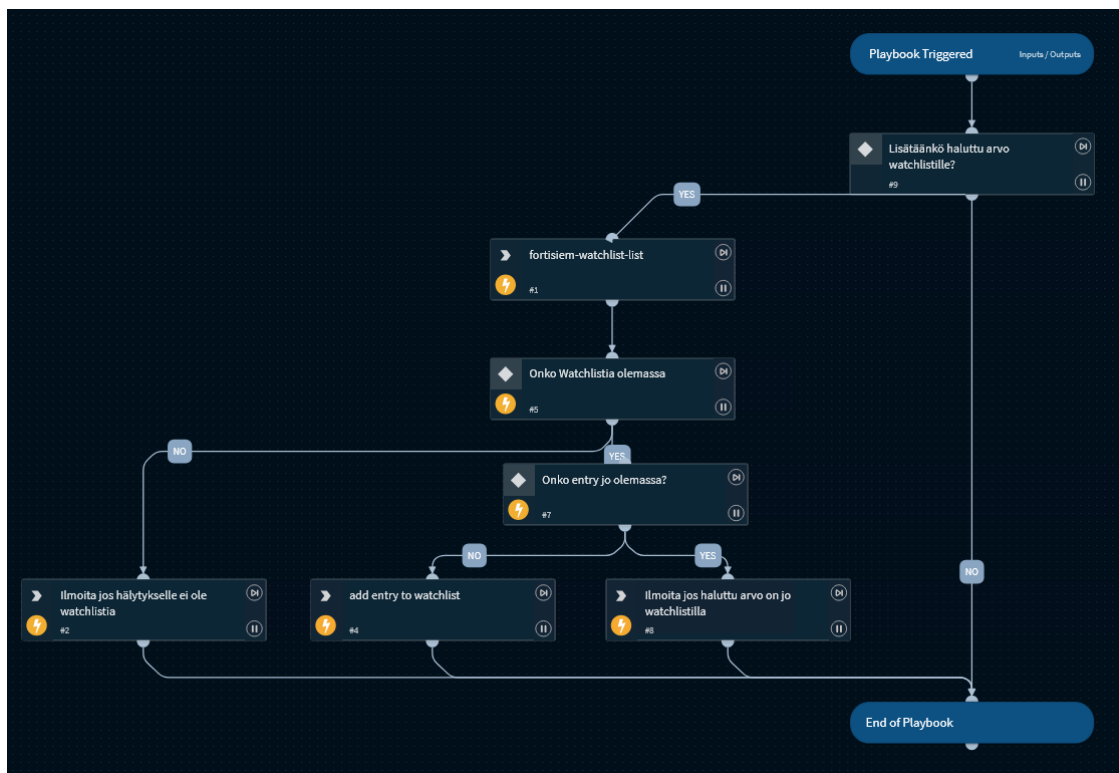 Playbook Triggered
Inputs / Outputs
Lisätäänkö haluttu arvo
watchlistille?
#9
YES
fortisiem-watchlist-list
#1
Onko Watchlistia olemassa
#5
NO
YES
Onko entry jo olemassa?
#7
NO
YES
NO
Ilmoita jos hälytykselle ei ole
watchlistia
#2
add entry to watchlist
#4
Ilmoita jos haluttu arvo on jo
watchlistilla
#8
End of Playbook